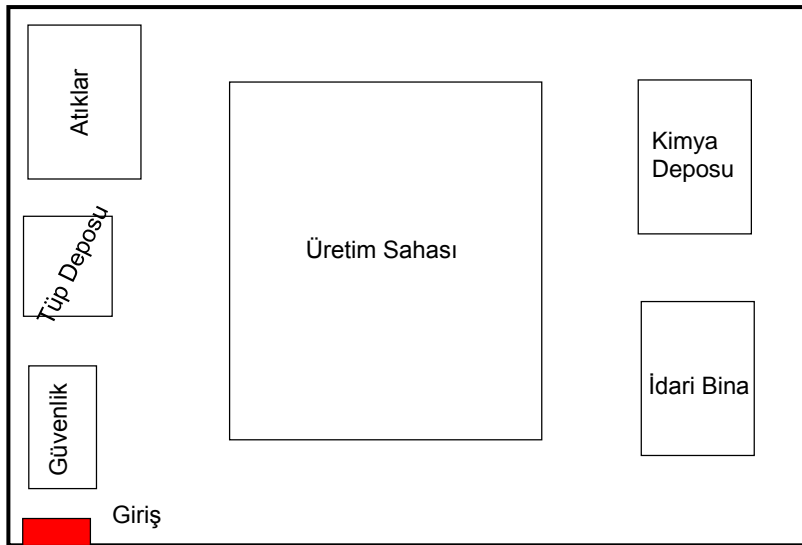 Atıklar
Kimya
Deposu
Tüp Deposu
Üretim Sahası
İdari Bina
Güvenlik
Giriş